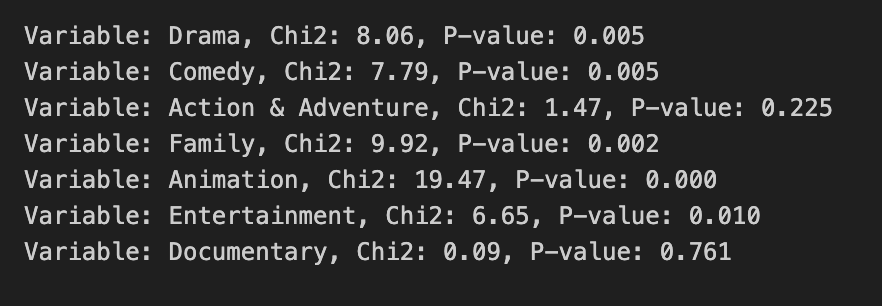 Variable: Drama, Chi2: 8.06, P-value: 0.005
Variable: Comedy, Chi2: 7.79, P-value: 0.005
Variable: Action & Adventure, Chi2: 1.47, P-value: 0.225
Variable: Family, Chi2: 9.92, P-value: 0.002
Variable: Animation, Chi2: 19.47, P-value: 0.000
Variable: Entertainment, Chi2: 6.65, P-value: 0.010
Variable: Documentary, Chi2: 0.09, P-value: 0.761